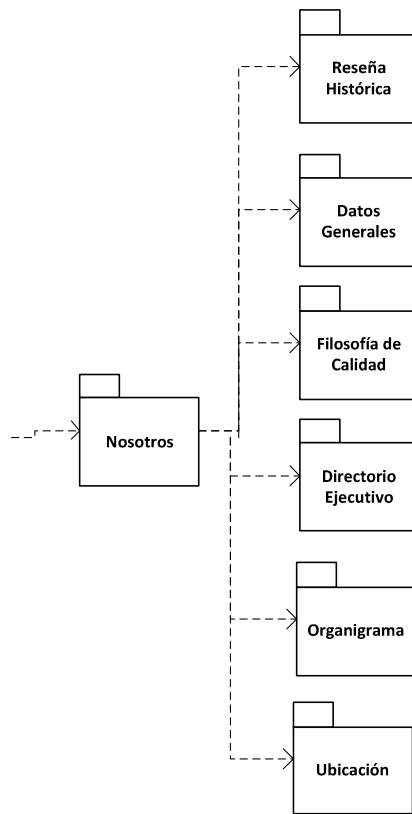 Reseña
Histórica
Datos
Generales
Filosofía de
Calidad
Nosotros
Directorio
Ejecutivo
Organigrama
Ubicación